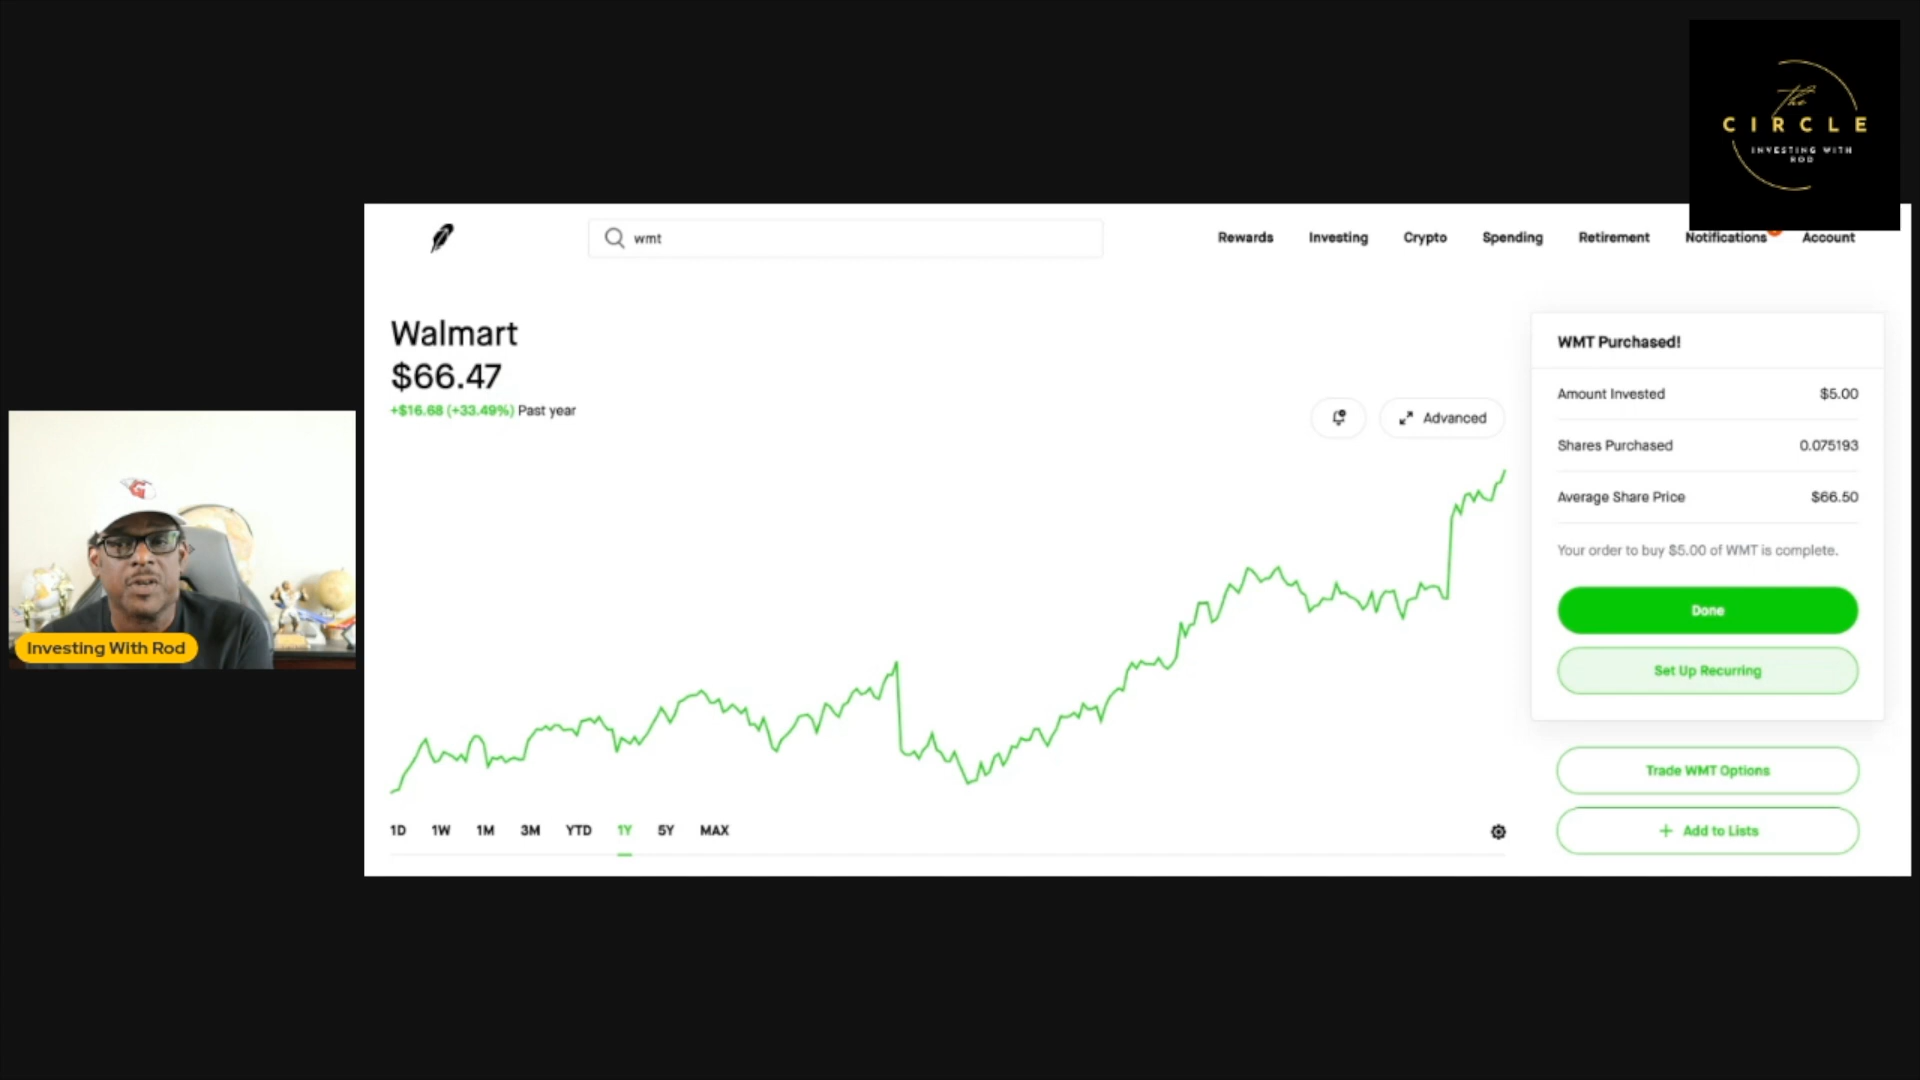 the
CIRCLE
INVESTING WITH
ROD
wmt
Rewards
Investing
Crypto
Spending
Retirement
Notifications
Account
Walmart
$66.47
+$16.68 (+33.49%) Past year
Advanced
WMT Purchased!
Amount Invested $5.00
Shares Purchased 0.075193
Average Share Price $66.50
Your order to buy $5.00 of WMT is complete.
Done
Set Up Recurring
Trade WMT Options
+ Add to Lists
1D 1W 1M 3M YTD 1Y 5Y MAX
Investing With Rod